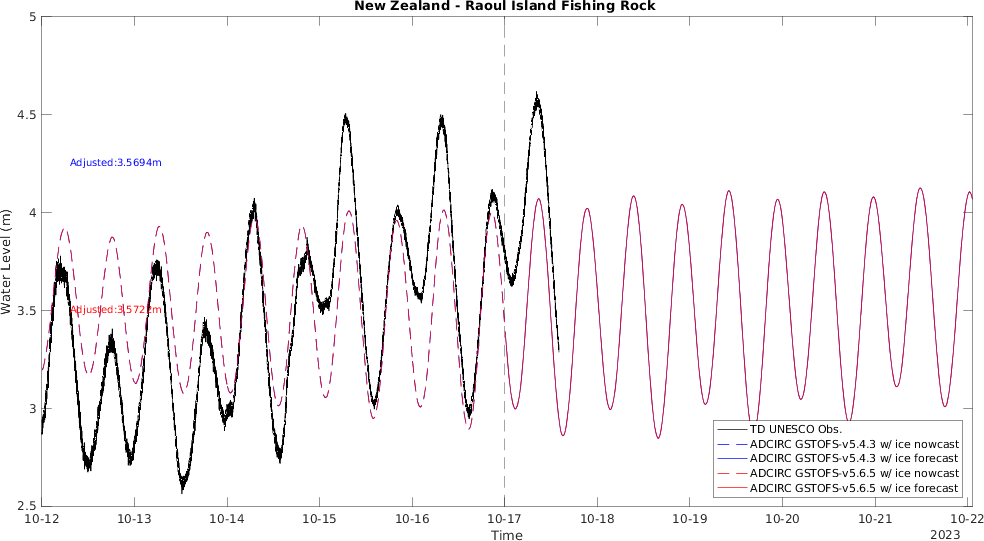 New Zealand - Raoul Island Fishing Rock
5
4.5
4
3.5
3
2.5
Water Level (m)
Adjusted:3.5694m
Adjusted:3.5722m
TD UNESCO Obs.
ADCIRC GSTOFS-v5.4.3 w/ ice nowcast
ADCIRC GSTOFS-v5.4.3 w/ ice forecast
ADCIRC GSTOFS-v5.6.5 w/ ice nowcast
ADCIRC GSTOFS-v5.6.5 w/ ice forecast
10-12 10-13 10-14 10-15 10-16 10-17 10-18 10-19 10-20 10-21 10-22
Time
2023